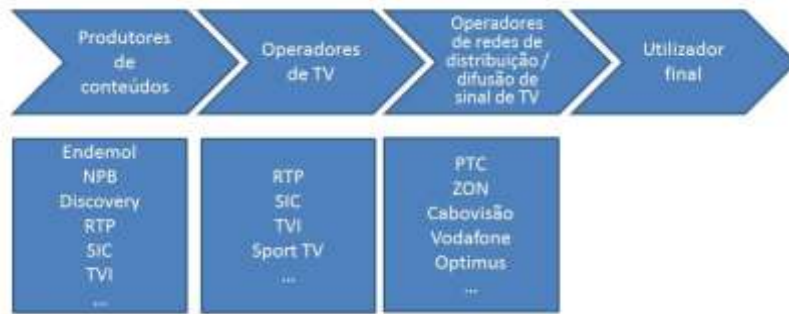 Produtores
de
conteúdos
Operadores
de TV
Operadores
de redes de
distribuição /
difusão de
sinal de TV
Utilizador
final
Endemol
NPB
Discovery
RTP
SIC
TVI
...
RTP
SIC
TVI
Sport TV
...
PTC
ZON
Cabovisão
Vodafone
Optimus
...